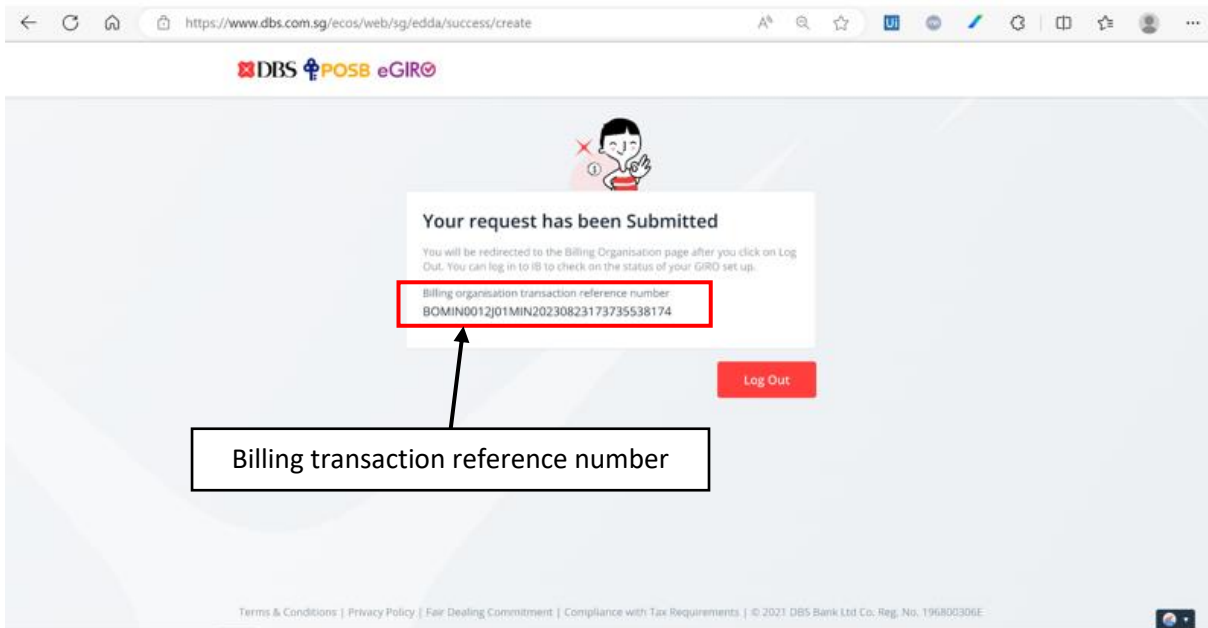 https://www.dbs.com.sg/ecos/web/sg/edda/success/create
DBS POSB eGIRO
Your request has been Submitted
You will be redirected to the Billing Organisation page after you click on Log
Out. You can log in to IB to check on the status of your GIRO set up.
Billing organisation transaction reference number
BOMIN0012J01MIN20230823173735538174
Log Out
Billing transaction reference number
Terms & Conditions | Privacy Policy | Fair Dealing Commitment | Compliance with Tax Requirements | © 2021 DBS Bank Ltd Co. Reg. No. 196800306E